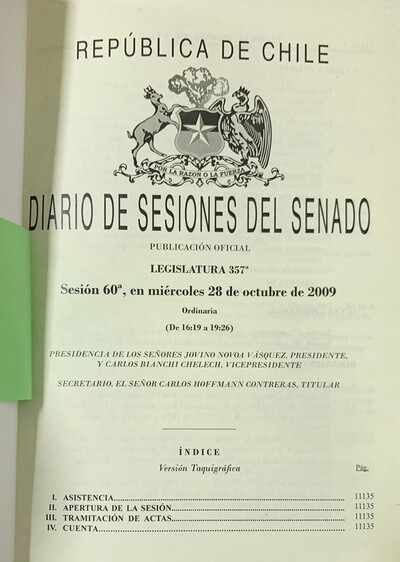 REPÚBLICA DE CHILE
POR LA RAZON O LA FUERZA
DIARIO DE SESIONES DEL SENADO
PUBLICACIÓN OFICIAL
LEGISLATURA 357ª
Sesión 60ª, en miércoles 28 de octubre de 2009
Ordinaria
(De 16:19 a 19:26)
PRESIDENCIA DE LOS SEÑORES JOVINO NOVOA VÁSQUEZ, PRESIDENTE,
Y CARLOS BIANCHI CHELECH, VICEPRESIDENTE
SECRETARIO, EL SEÑOR CARLOS HOFFMANN CONTRERAS, TITULAR
ÍNDICE
Versión Taquigráfica
Pág.
I. ASISTENCIA......................................................................... 11135
II. APERTURA DE LA SESIÓN................................................... 11135
III. TRAMITACIÓN DE ACTAS................................................... 11135
IV. CUENTA............................................................................... 11135